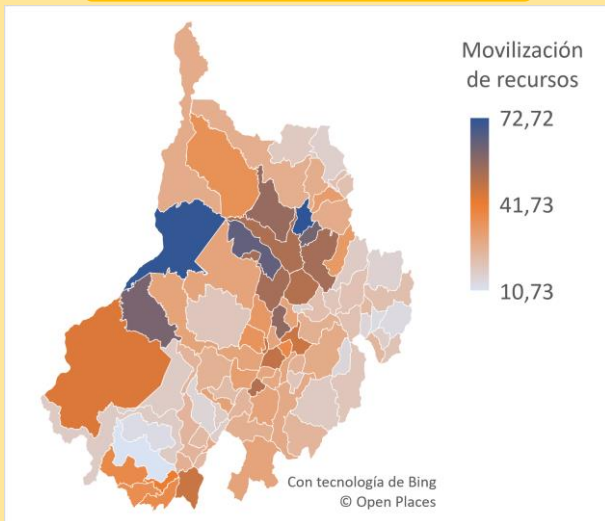 Movilización
de recursos
72,72
41,73
10,73
Con tecnología de Bing
© Open Places